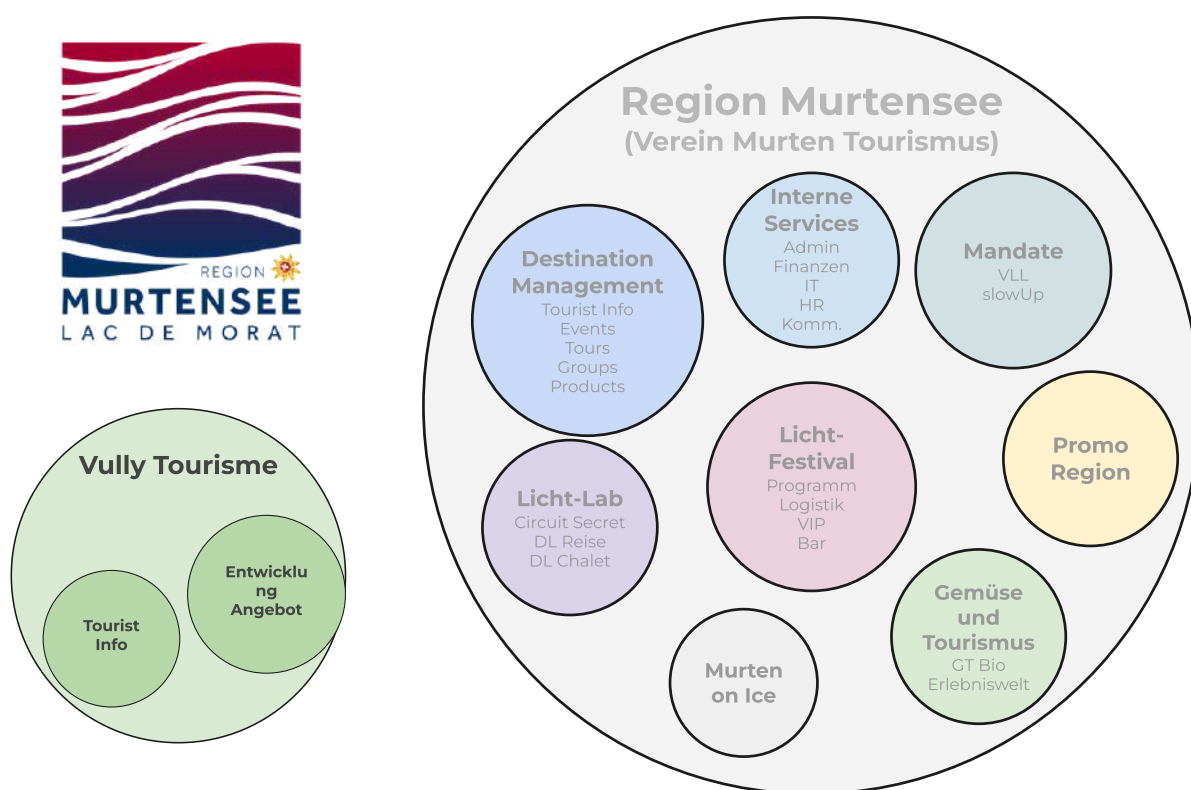 REGION
MURTENSEE
LAC DE MORAT
Vully Tourisme
Tourist
Info
Entwicklu
ng
Angebot
Region Murtensee
(Verein Murten Tourismus)
Destination
Management
Tourist Info
Events
Tours
Groups
Products
Interne
Services
Admin
Finanzen
IT
HR
Komm.
Mandate
VLL
slowUp
Licht-Lab
Circuit Secret
DL Reise
DL Chalet
Licht-
Festival
Programm
Logistik
VIP
Bar
Promo
Region
Murten
on Ice
Gemüse
und
Tourismus
GT Bio
Erlebniswelt